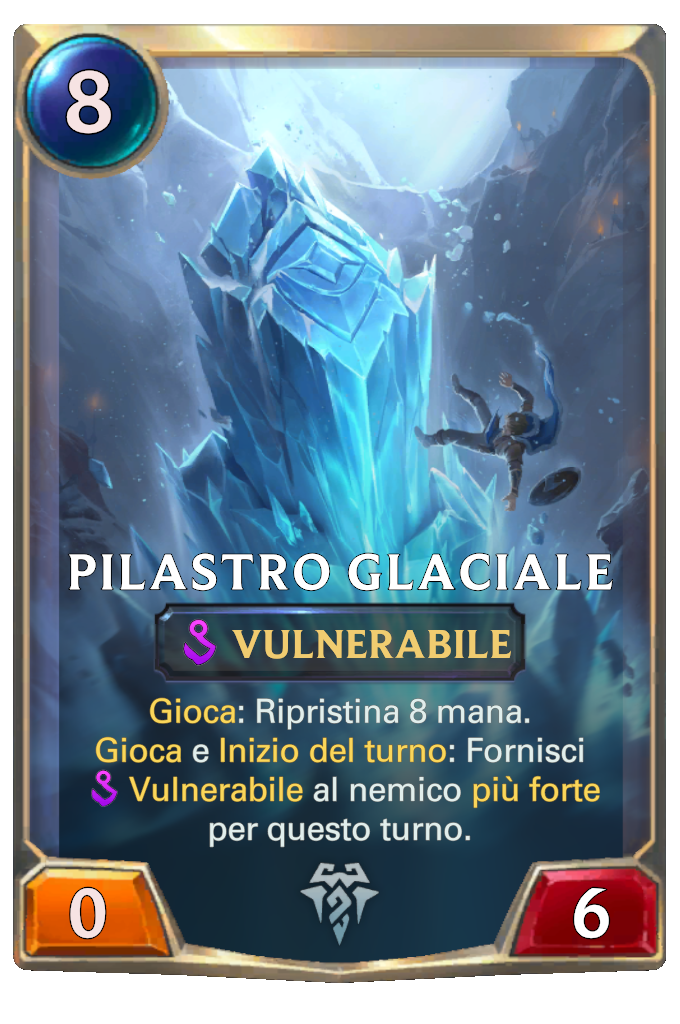 8
PILASTRO GLACIALE
VULNERABILE
Gioca: Ripristina 8 mana.
Gioca e Inizio del turno: Fornisci
Vulnerabile al nemico più forte
per questo turno.
0
6